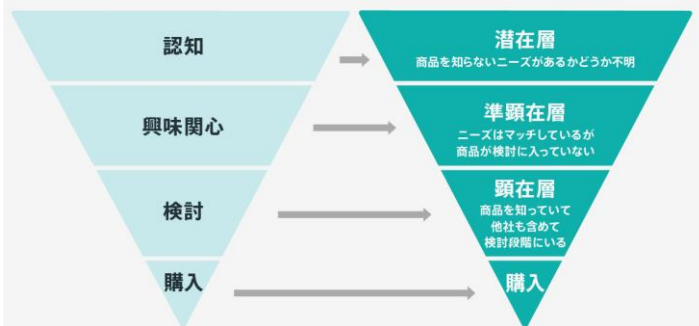 認知
興味関心
検討
購入
潜在層
商品を知らないニーズがあるかどうか不明
準顕在層
ニーズはマッチしているが
商品が検討に入っていない
顕在層
商品を知っていて
他社も含めて
検討段階にいる
購入